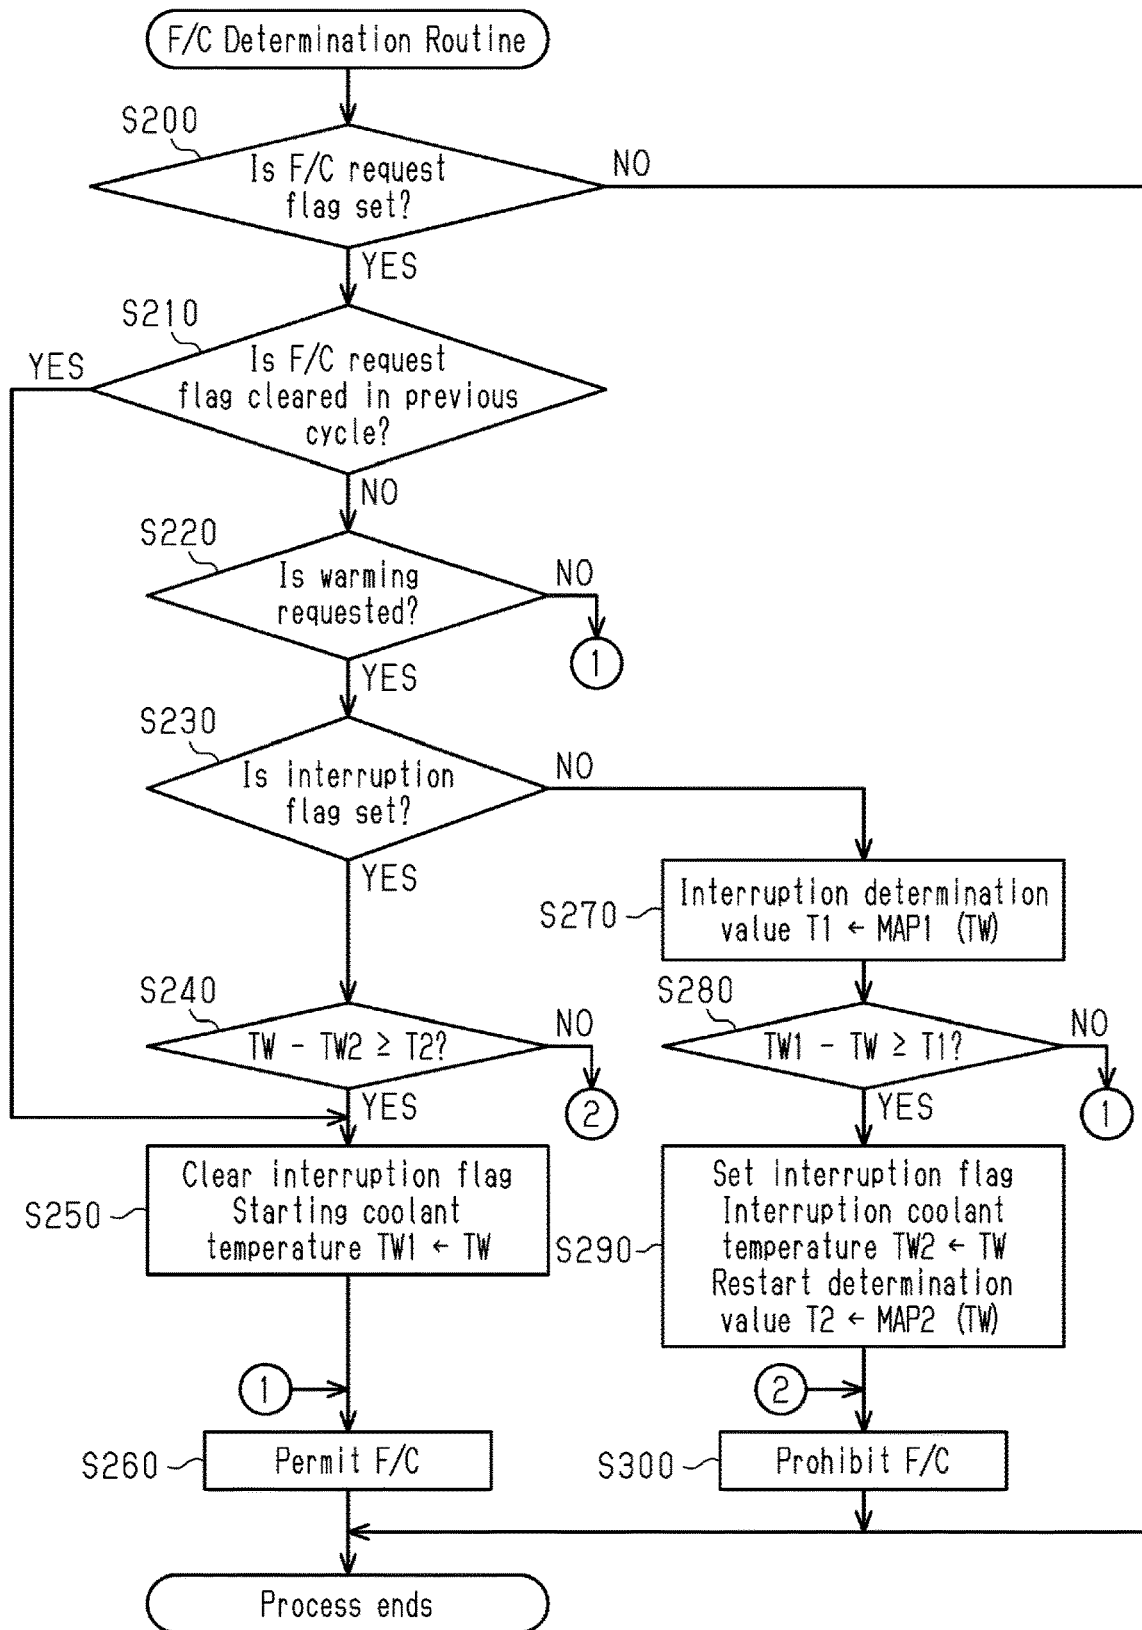 F/C Determination Routine
S200
Is F/C request
flag set?
NO
YES
S210
YES
Is F/C request
flag cleared in previous
cycle?
NO
S220
Is warming
requested?
NO
1
YES
S230
Is interruption
flag set?
NO
YES
S270
Interruption determination
value T1 ← MAP1 (TW)
S240
TW - TW2 ≥ T2?
NO
2
YES
S280
TW1 - TW ≥ T1?
NO
1
YES
S250
Clear interruption flag
Starting coolant
temperature TW1 ← TW
S290
Set interruption flag
Interruption coolant
temperature TW2 ← TW
Restart determination
value T2 ← MAP2 (TW)
1
2
S260
Permit F/C
S300
Prohibit F/C
Process ends